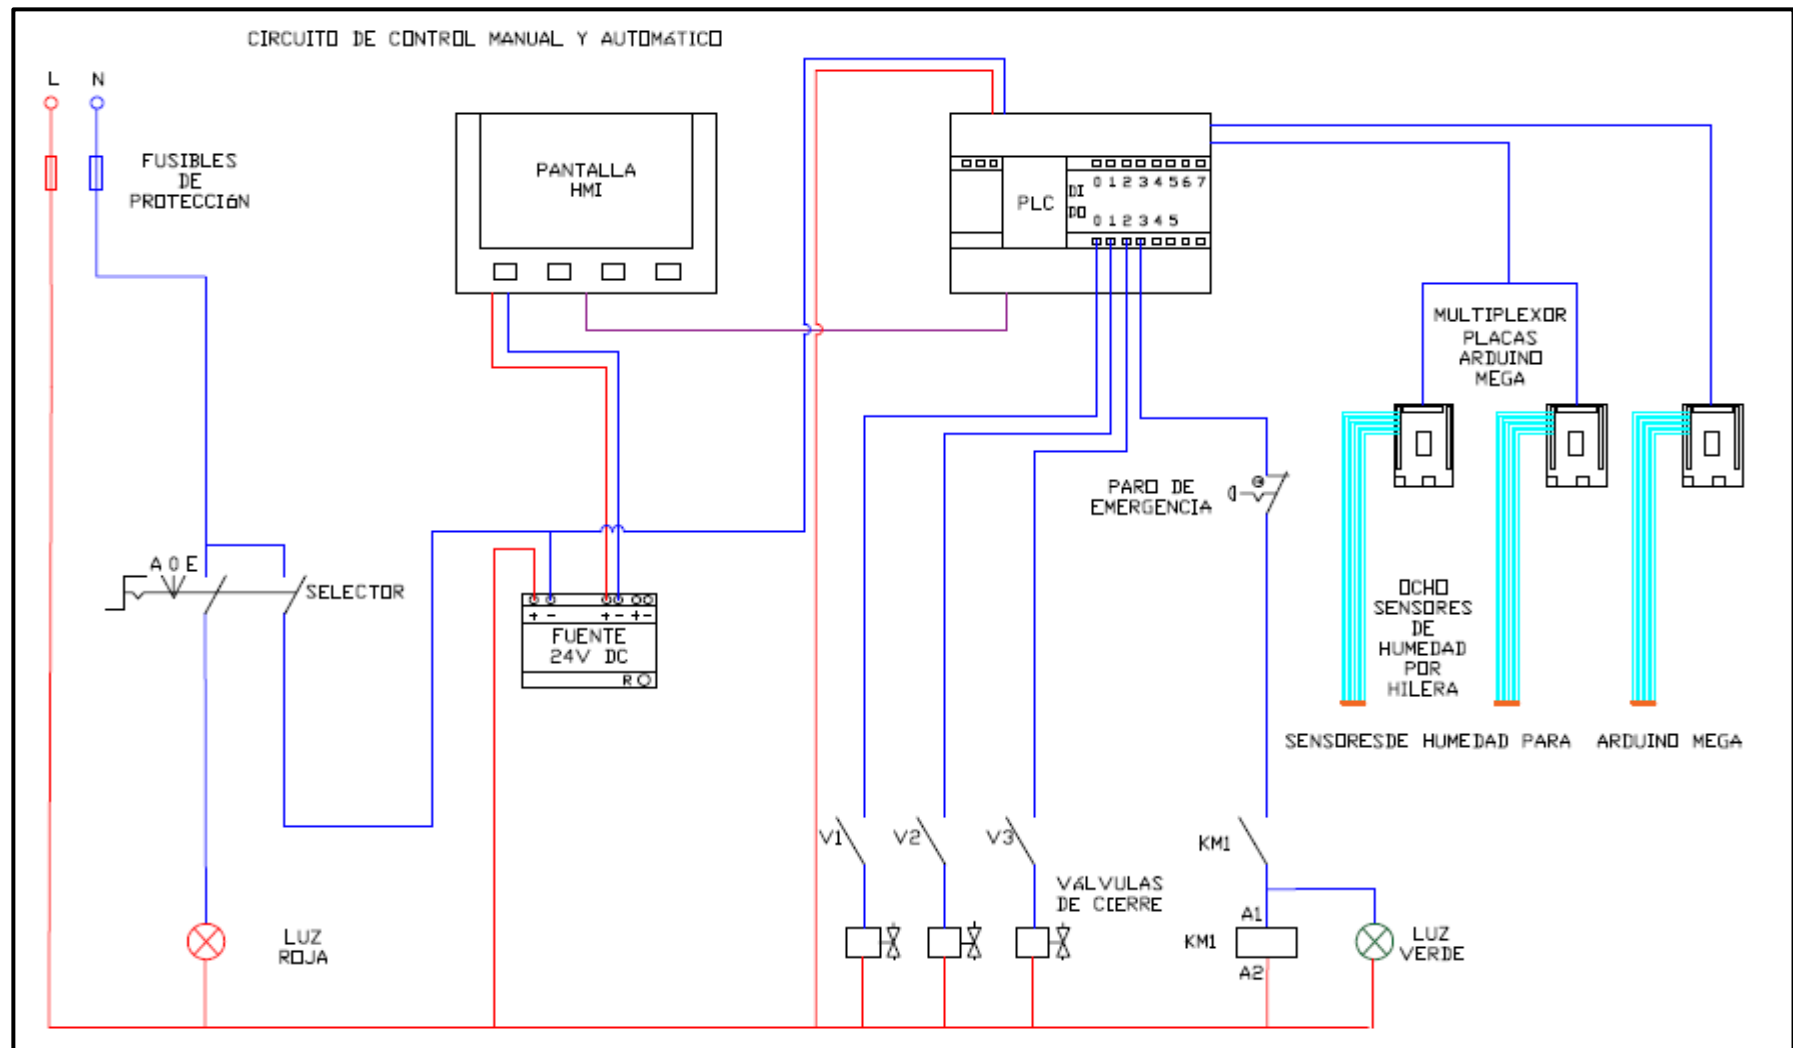 CIRCUITO DE CONTROL MANUAL Y AUTOMáTICO
L N
FUSIBLES
DE
PROTECCIóN
PANTALLA
HMI
PLC
DI 0 1 2 3 4 5 6 7
DO 0 1 2 3 4 5
MULTIPLEXOR
PLACAS
ARDUINO
MEGA
PARO DE
EMERGENCIA
A 0 E
SELECTOR
+ - + - + -
FUENTE
24V DC
R
OCHO
SENSORES
DE
HUMEDAD
POR
HILERA
SENSORESDE HUMEDAD PARA ARDUINO MEGA
V1 V2 V3 KM1
VáLVULAS
DE CIERRE
LUZ
ROJA
A1
KM1
A2
LUZ
VERDE